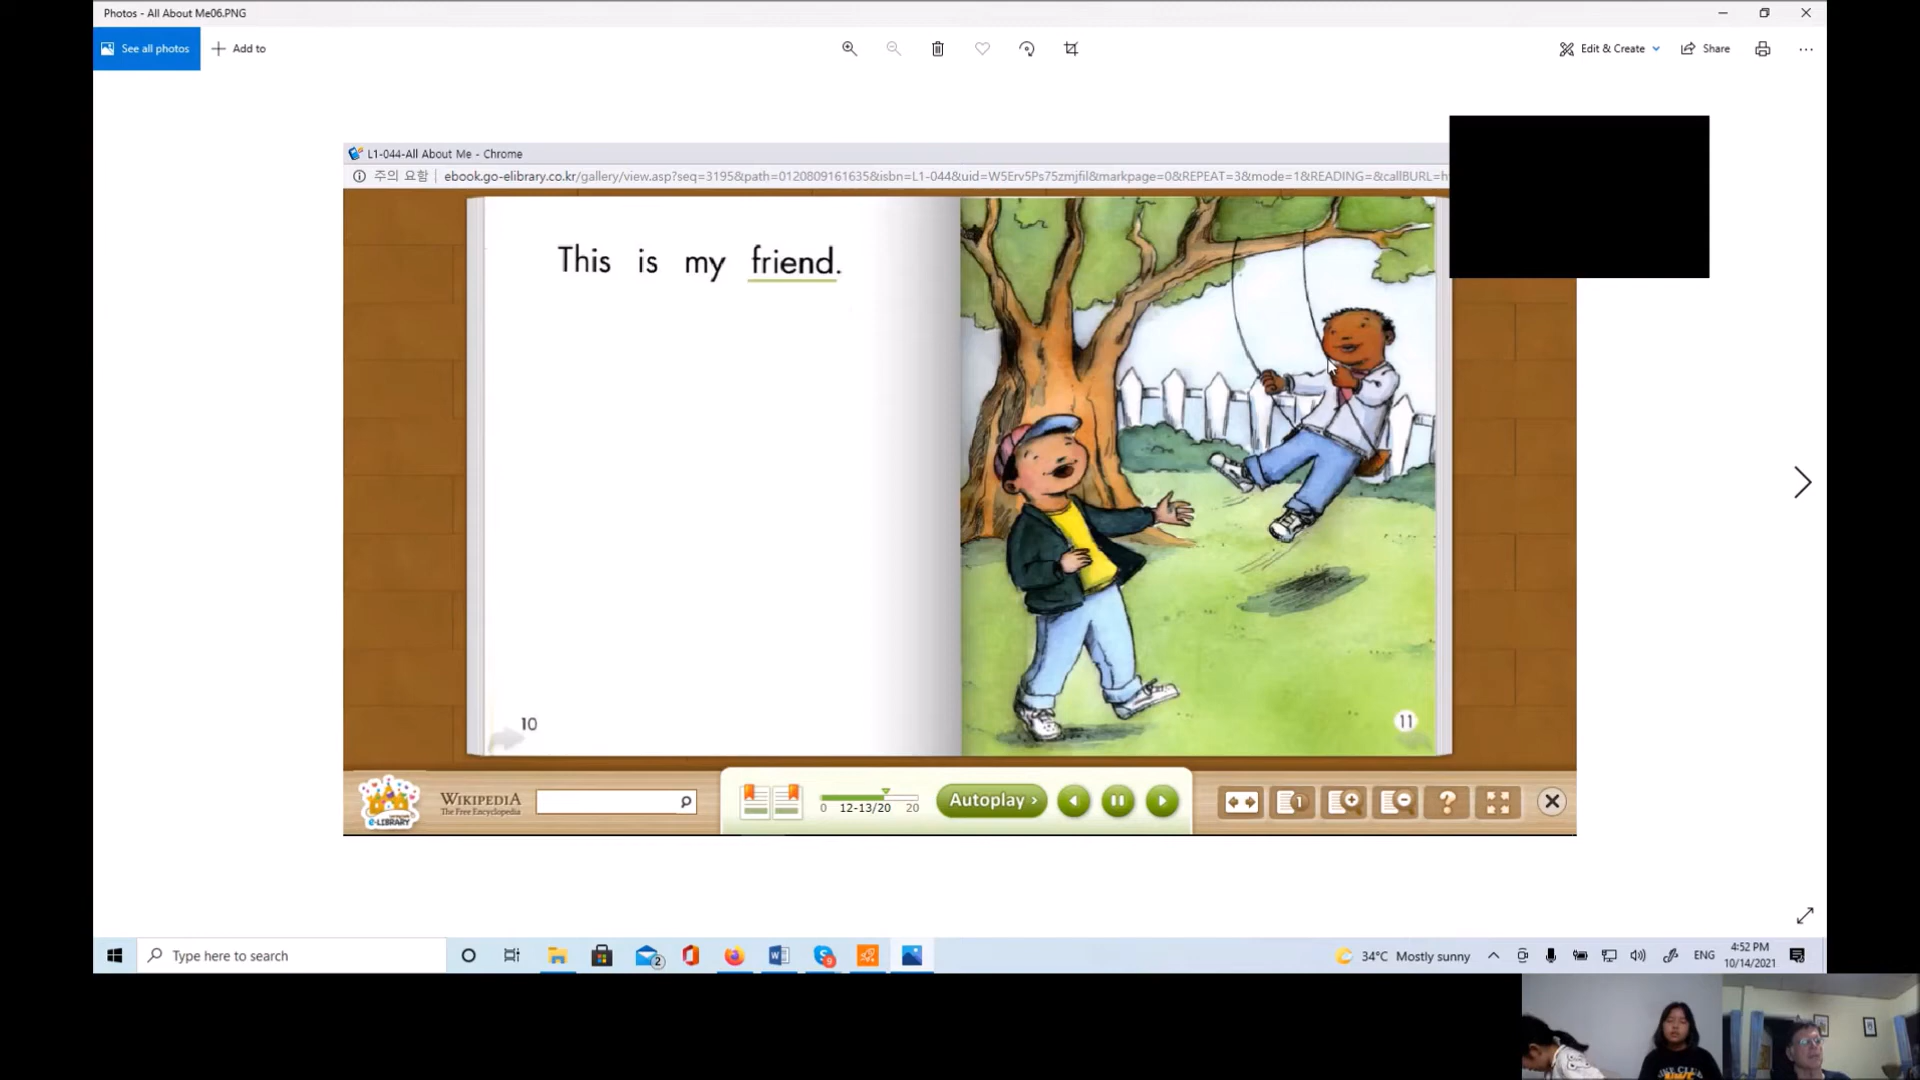 Photos - All About Me06.PNG
See all photos
Add to
Edit & Create
Share
L1-044-All About Me - Chrome
주의 요함
ebook.go-elibrary.co.kr/gallery/view.asp?seq=3195&path=0120809161635&isbn=L1-044&uid=W5Erv5Ps75zmjfil&markpage=0&REPEAT=3&mode=1&READING=&callBURL=h
This is my friend.
10
11
e-LIBRARY
WIKIPEDIA
The Free Encyclopedia
0 12-13/20 20
Autoplay ›
1
?
Type here to search
2
9
34°C Mostly sunny
ENG
4:52 PM
10/14/2021